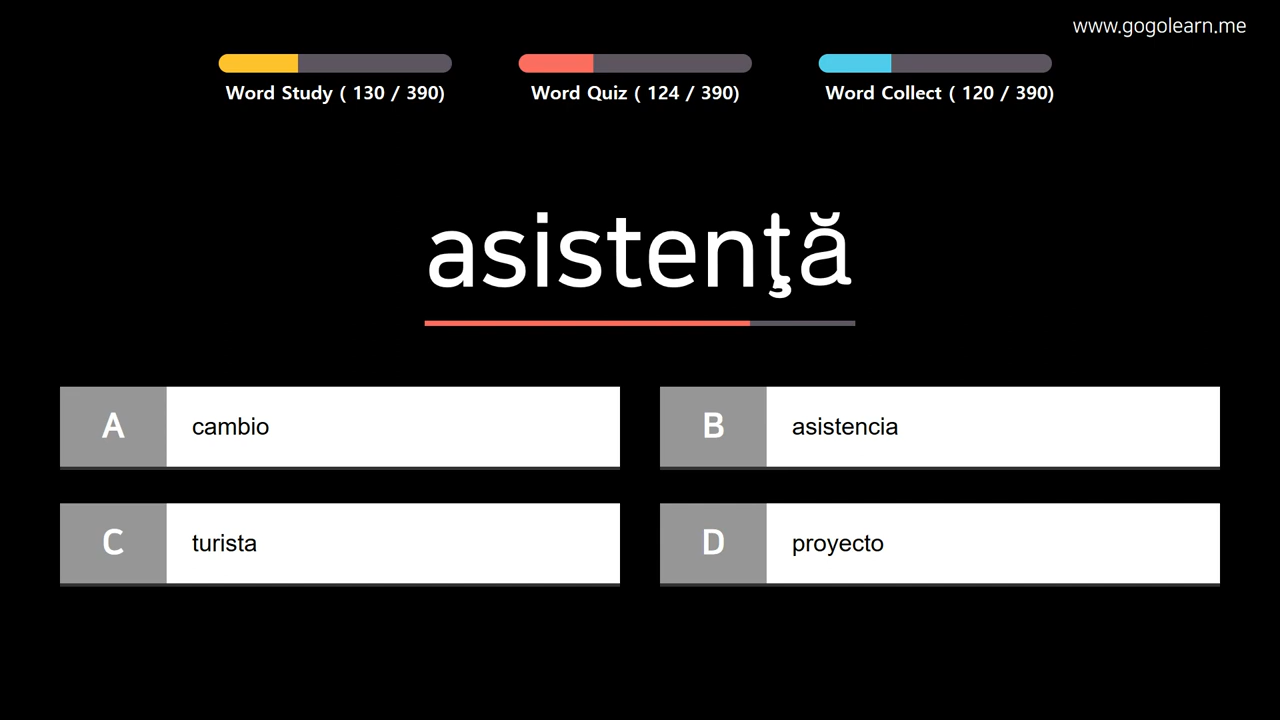 www.gogolearn.me
Word Study ( 130 / 390)
Word Quiz ( 124 / 390)
Word Collect ( 120 / 390)
asistenţă
A cambio
B asistencia
C turista
D proyecto